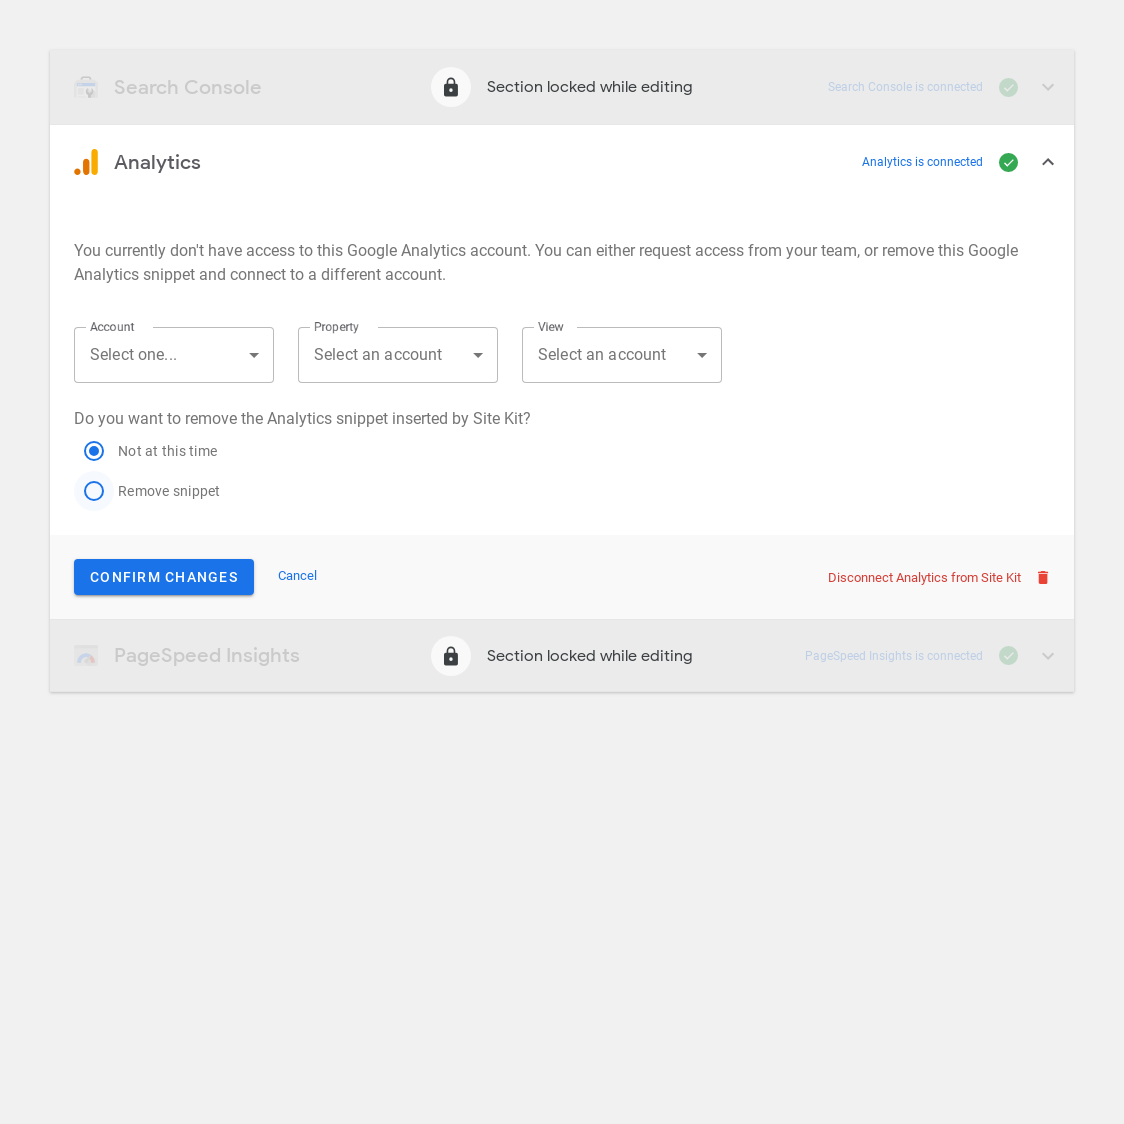 Search Console
Section locked while editing
Search Console is connected
Analytics
Analytics is connected
You currently don't have access to this Google Analytics account. You can either request access from your team, or remove this Google
Analytics snippet and connect to a different account.
Account
Select one...
Property
Select an account
View
Select an account
Do you want to remove the Analytics snippet inserted by Site Kit?
Not at this time
Remove snippet
CONFIRM CHANGES
Cancel
Disconnect Analytics from Site Kit
PageSpeed Insights
Section locked while editing
PageSpeed Insights is connected